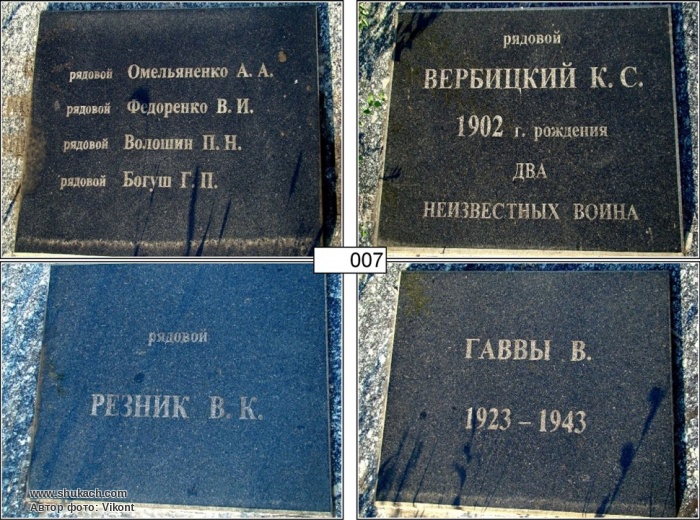 рядовой Омельяненко А. А.
рядовой Федоренко В. И.
рядовой Волошин П. Н.
рядовой Богуш Г. П.
рядовой
ВЕРБИЦКИЙ К. С.
1902 г. рождения
ДВА
НЕИЗВЕСТНЫХ ВОИНА
007
рядовой
РЕЗНИК В. К.
ГАВВЫ В.
1923 – 1943
www.shukach.com
Автор фото: Vikont